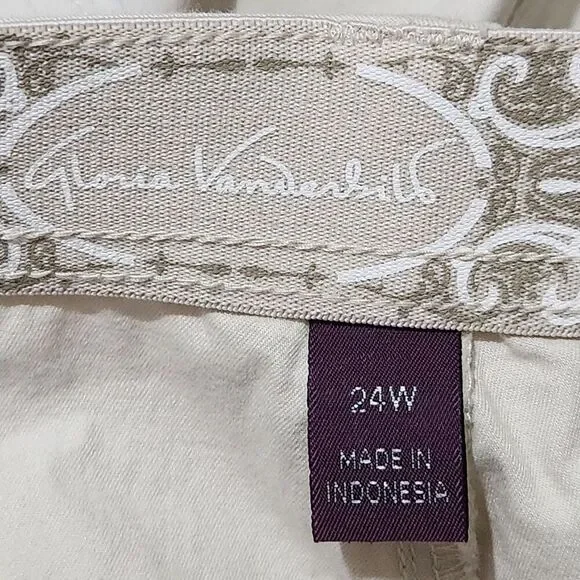 Gloria Vanderbilt
24W
MADE IN
INDONESIA